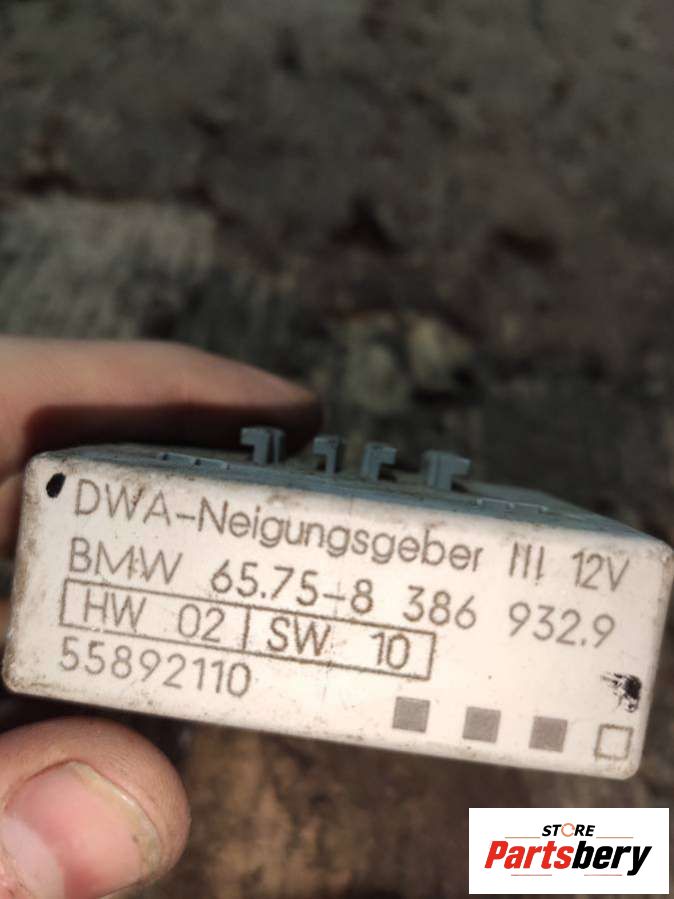 DWA-Neigungsgeber III 12V
BMW 65.75-8 386 932.9
HW 02 SW 10
55892110
STORE
Partsbery